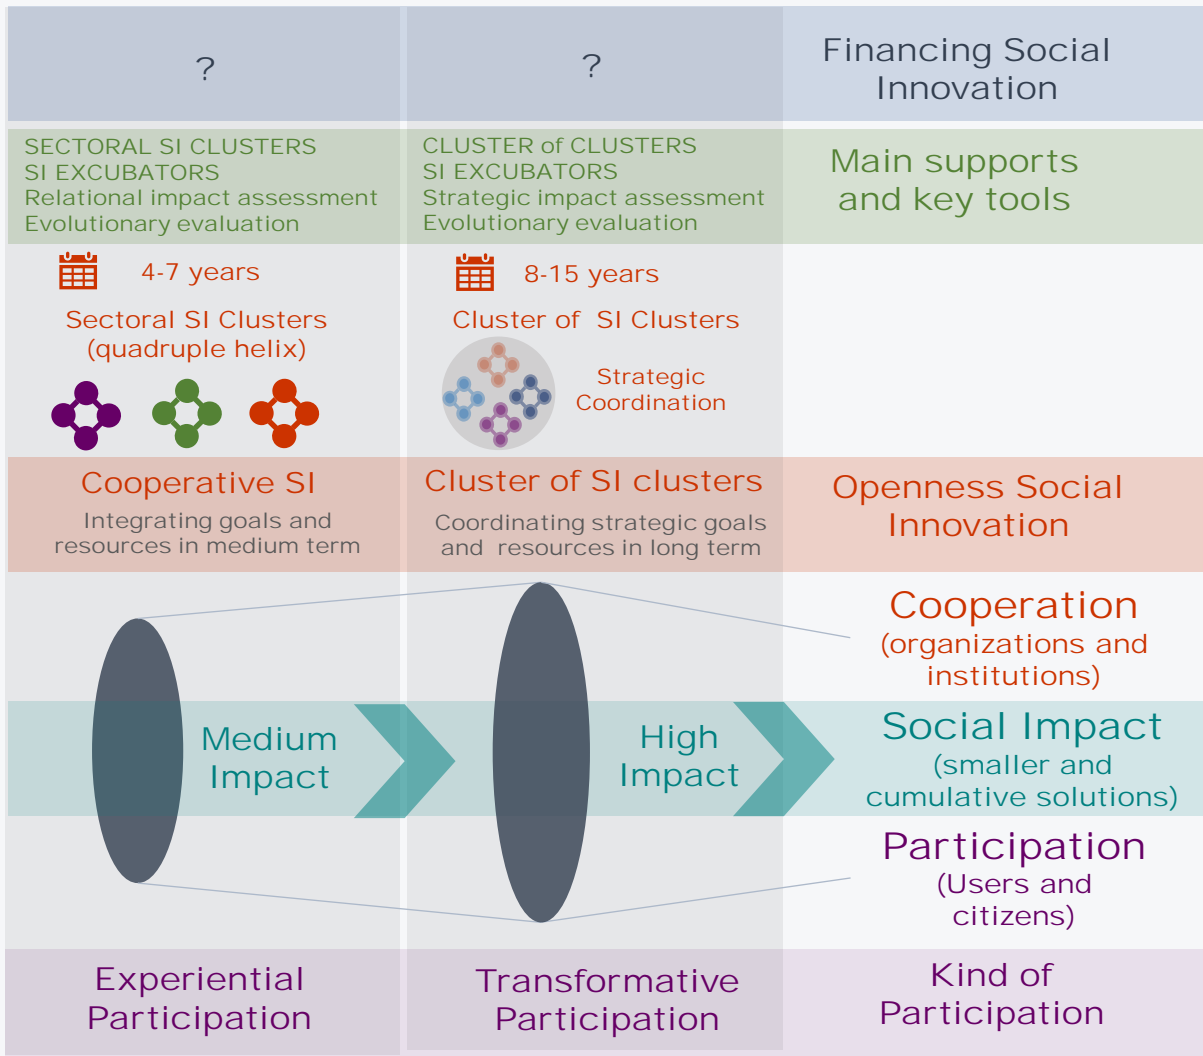 ?
?
Financing Social
Innovation
SECTORAL SI CLUSTERS
SI EXCUBATORS
Relational impact assessment
Evolutionary evaluation
CLUSTER of CLUSTERS
SI EXCUBATORS
Strategic impact assessment
Evolutionary evaluation
Main supports
and key tools
4-7 years
Sectoral SI Clusters
(quadruple helix)
8-15 years
Cluster of SI Clusters
Strategic
Coordination
Cooperative SI
Integrating goals and
resources in medium term
Cluster of SI clusters
Coordinating strategic goals
and resources in long term
Openness Social
Innovation
Cooperation
(organizations and
institutions)
Medium
Impact
High
Impact
Social Impact
(smaller and
cumulative solutions)
Participation
(Users and
citizens)
Experiential
Participation
Transformative
Participation
Kind of
Participation